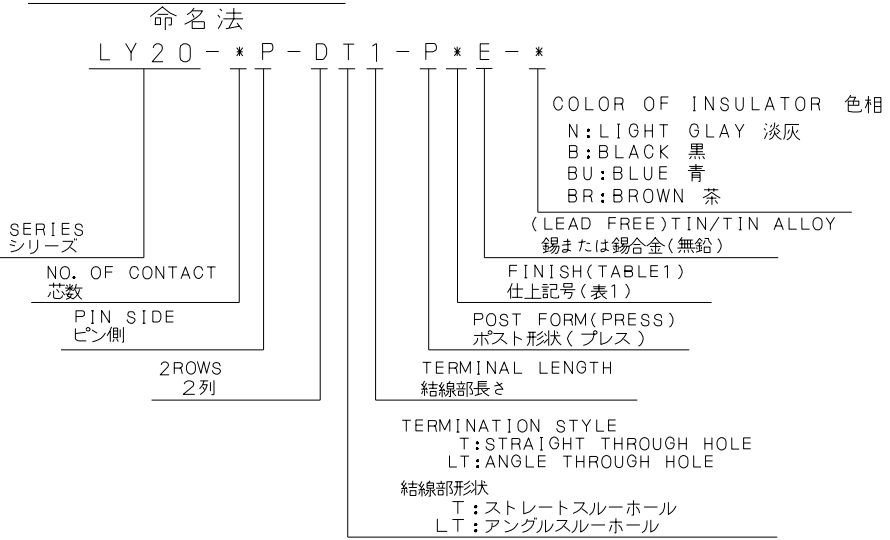 命名法
LY20-*P-DT1-P*E-*
COLOR OF INSULATOR 色相
N:LIGHT GLAY 淡灰
B:BLACK 黒
BU:BLUE 青
BR:BROWN 茶
SERIES
シリーズ
(LEAD FREE)TIN/TIN ALLOY
錫または錫合金(無鉛)
NO. OF CONTACT
芯数
FINISH(TABLE1)
仕上記号(表1)
PIN SIDE
ピン側
POST FORM(PRESS)
ポスト形状(プレス)
2ROWS
2列
TERMINAL LENGTH
結線部長さ
TERMINATION STYLE
T:STRAIGHT THROUGH HOLE
LT:ANGLE THROUGH HOLE
結線部形状
T:ストレートスルーホール
LT:アングルスルーホール